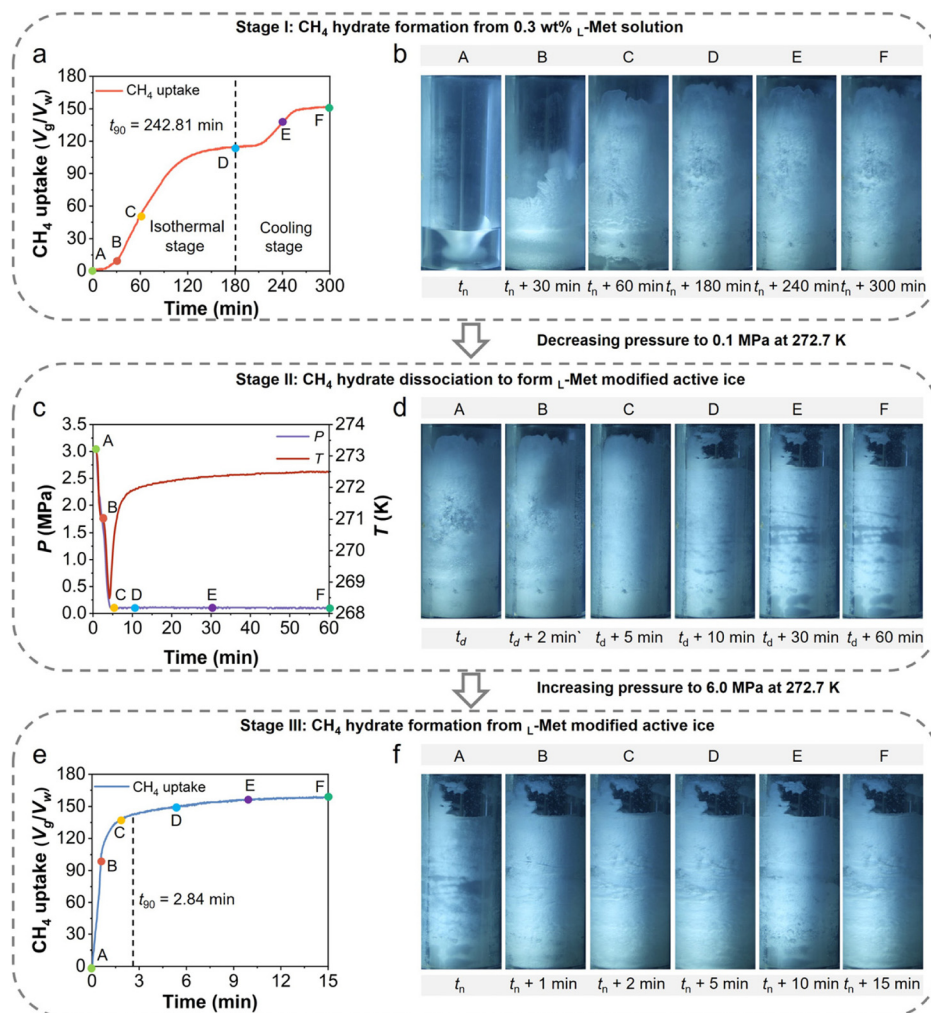 Stage I: CH₄ hydrate formation from 0.3 wt% ʟ-Met solution
a
CH₄ uptake (Vg/Vw)
180
150
120
90
60
30
0
CH₄ uptake
t₉₀ = 242.81 min
A
B
C
D
E
F
Isothermal
stage
Cooling
stage
0 60 120 180 240 300
Time (min)
b
A B C D E F
tₙ tₙ + 30 min tₙ + 60 min tₙ + 180 min tₙ + 240 min tₙ + 300 min
Decreasing pressure to 0.1 MPa at 272.7 K
Stage II: CH₄ hydrate dissociation to form ʟ-Met modified active ice
c
P (MPa)
3.5
3.0
2.5
2.0
1.5
1.0
0.5
0.0
P
T
A
B
C D E F
274
273
272
271
270
269
268
T (K)
0 10 20 30 40 50 60
Time (min)
d
A B C D E F
t_d t_d + 2 min` t_d + 5 min t_d + 10 min t_d + 30 min t_d + 60 min
Increasing pressure to 6.0 MPa at 272.7 K
Stage III: CH₄ hydrate formation from ʟ-Met modified active ice
e
CH₄ uptake (Vg/Vw)
180
150
120
90
60
30
0
CH₄ uptake
A
B
C
D
E
F
t₉₀ = 2.84 min
0 3 6 9 12 15
Time (min)
f
A B C D E F
tₙ tₙ + 1 min tₙ + 2 min tₙ + 5 min tₙ + 10 min tₙ + 15 min